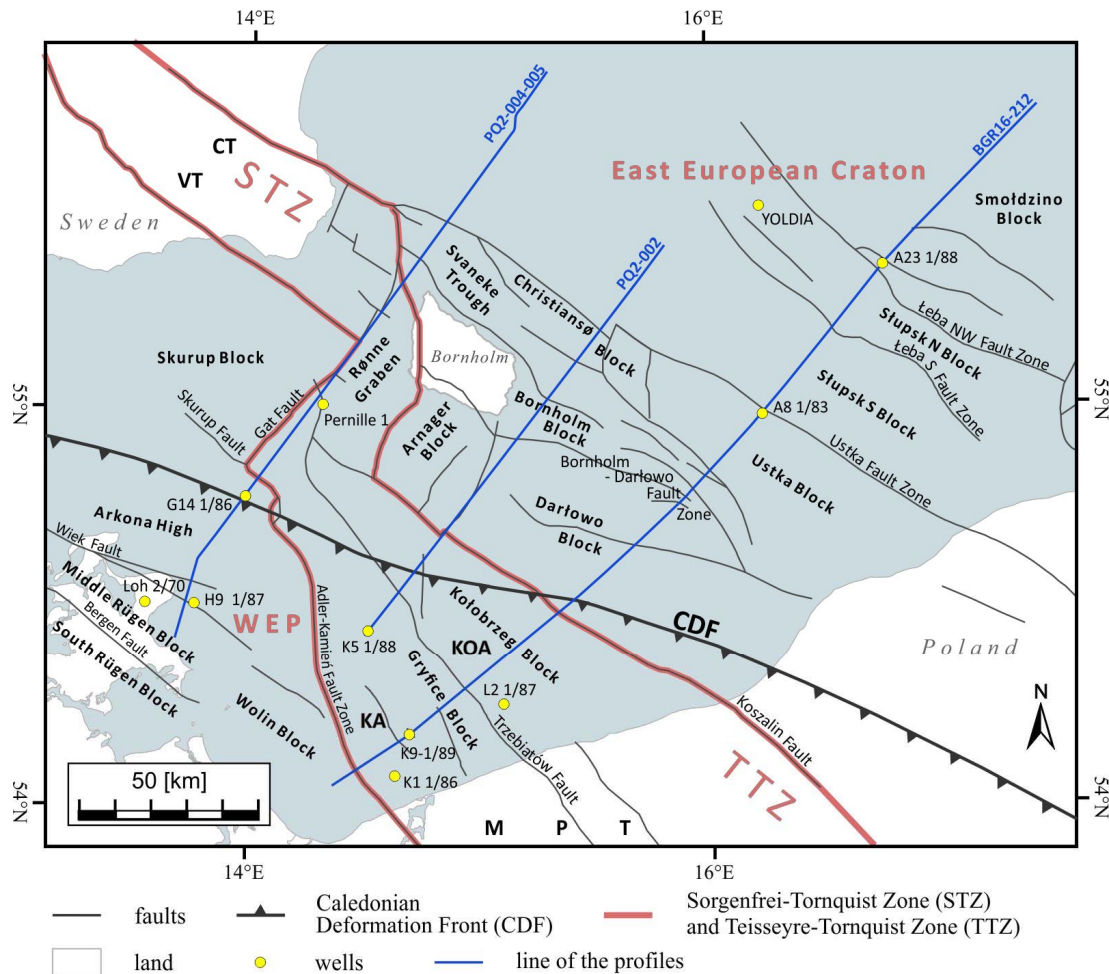 14°E
16°E
PQ2-004-005
BGR16-212
CT
VT
STZ
East European Craton
Smołdzino
Block
Sweden
YOLDIA
PQ2-002
A23 1/88
Svaneke
Trough
Christiansø
Block
Łeba NW Fault Zone
Słupsk N Block
Łeba S Fault Zone
Skurup Block
Rønne
Graben
Bornholm
55°N
55°N
Słupsk S Block
A8 1/83
Gat Fault
Skurup Fault
Pernille 1
Arnager
Block
Bornholm
Block
Bornholm
- Darłowo
Fault
Zone
Ustka Block
Ustka Fault Zone
G14 1/86
Arkona High
Darłowo
Block
Wiek Fault
Loh 2/70
Middle Rügen Block
H9 1/87
WEP
Adler-Kamień Fault Zone
Bergen Fault
South Rügen Block
K5 1/88
KOA
Kołobrzeg Block
CDF
Poland
Gryfice Block
L2 1/87
N
Wolin Block
KA
K9-1/89
K1 1/86
Trzebiatów Fault
Koszalin Fault
TTZ
50 [km]
54°N
54°N
M P T
14°E
16°E
faults
Caledonian
Deformation Front (CDF)
Sorgenfrei-Tornquist Zone (STZ)
and Teisseyre-Tornquist Zone (TTZ)
land
wells
line of the profiles